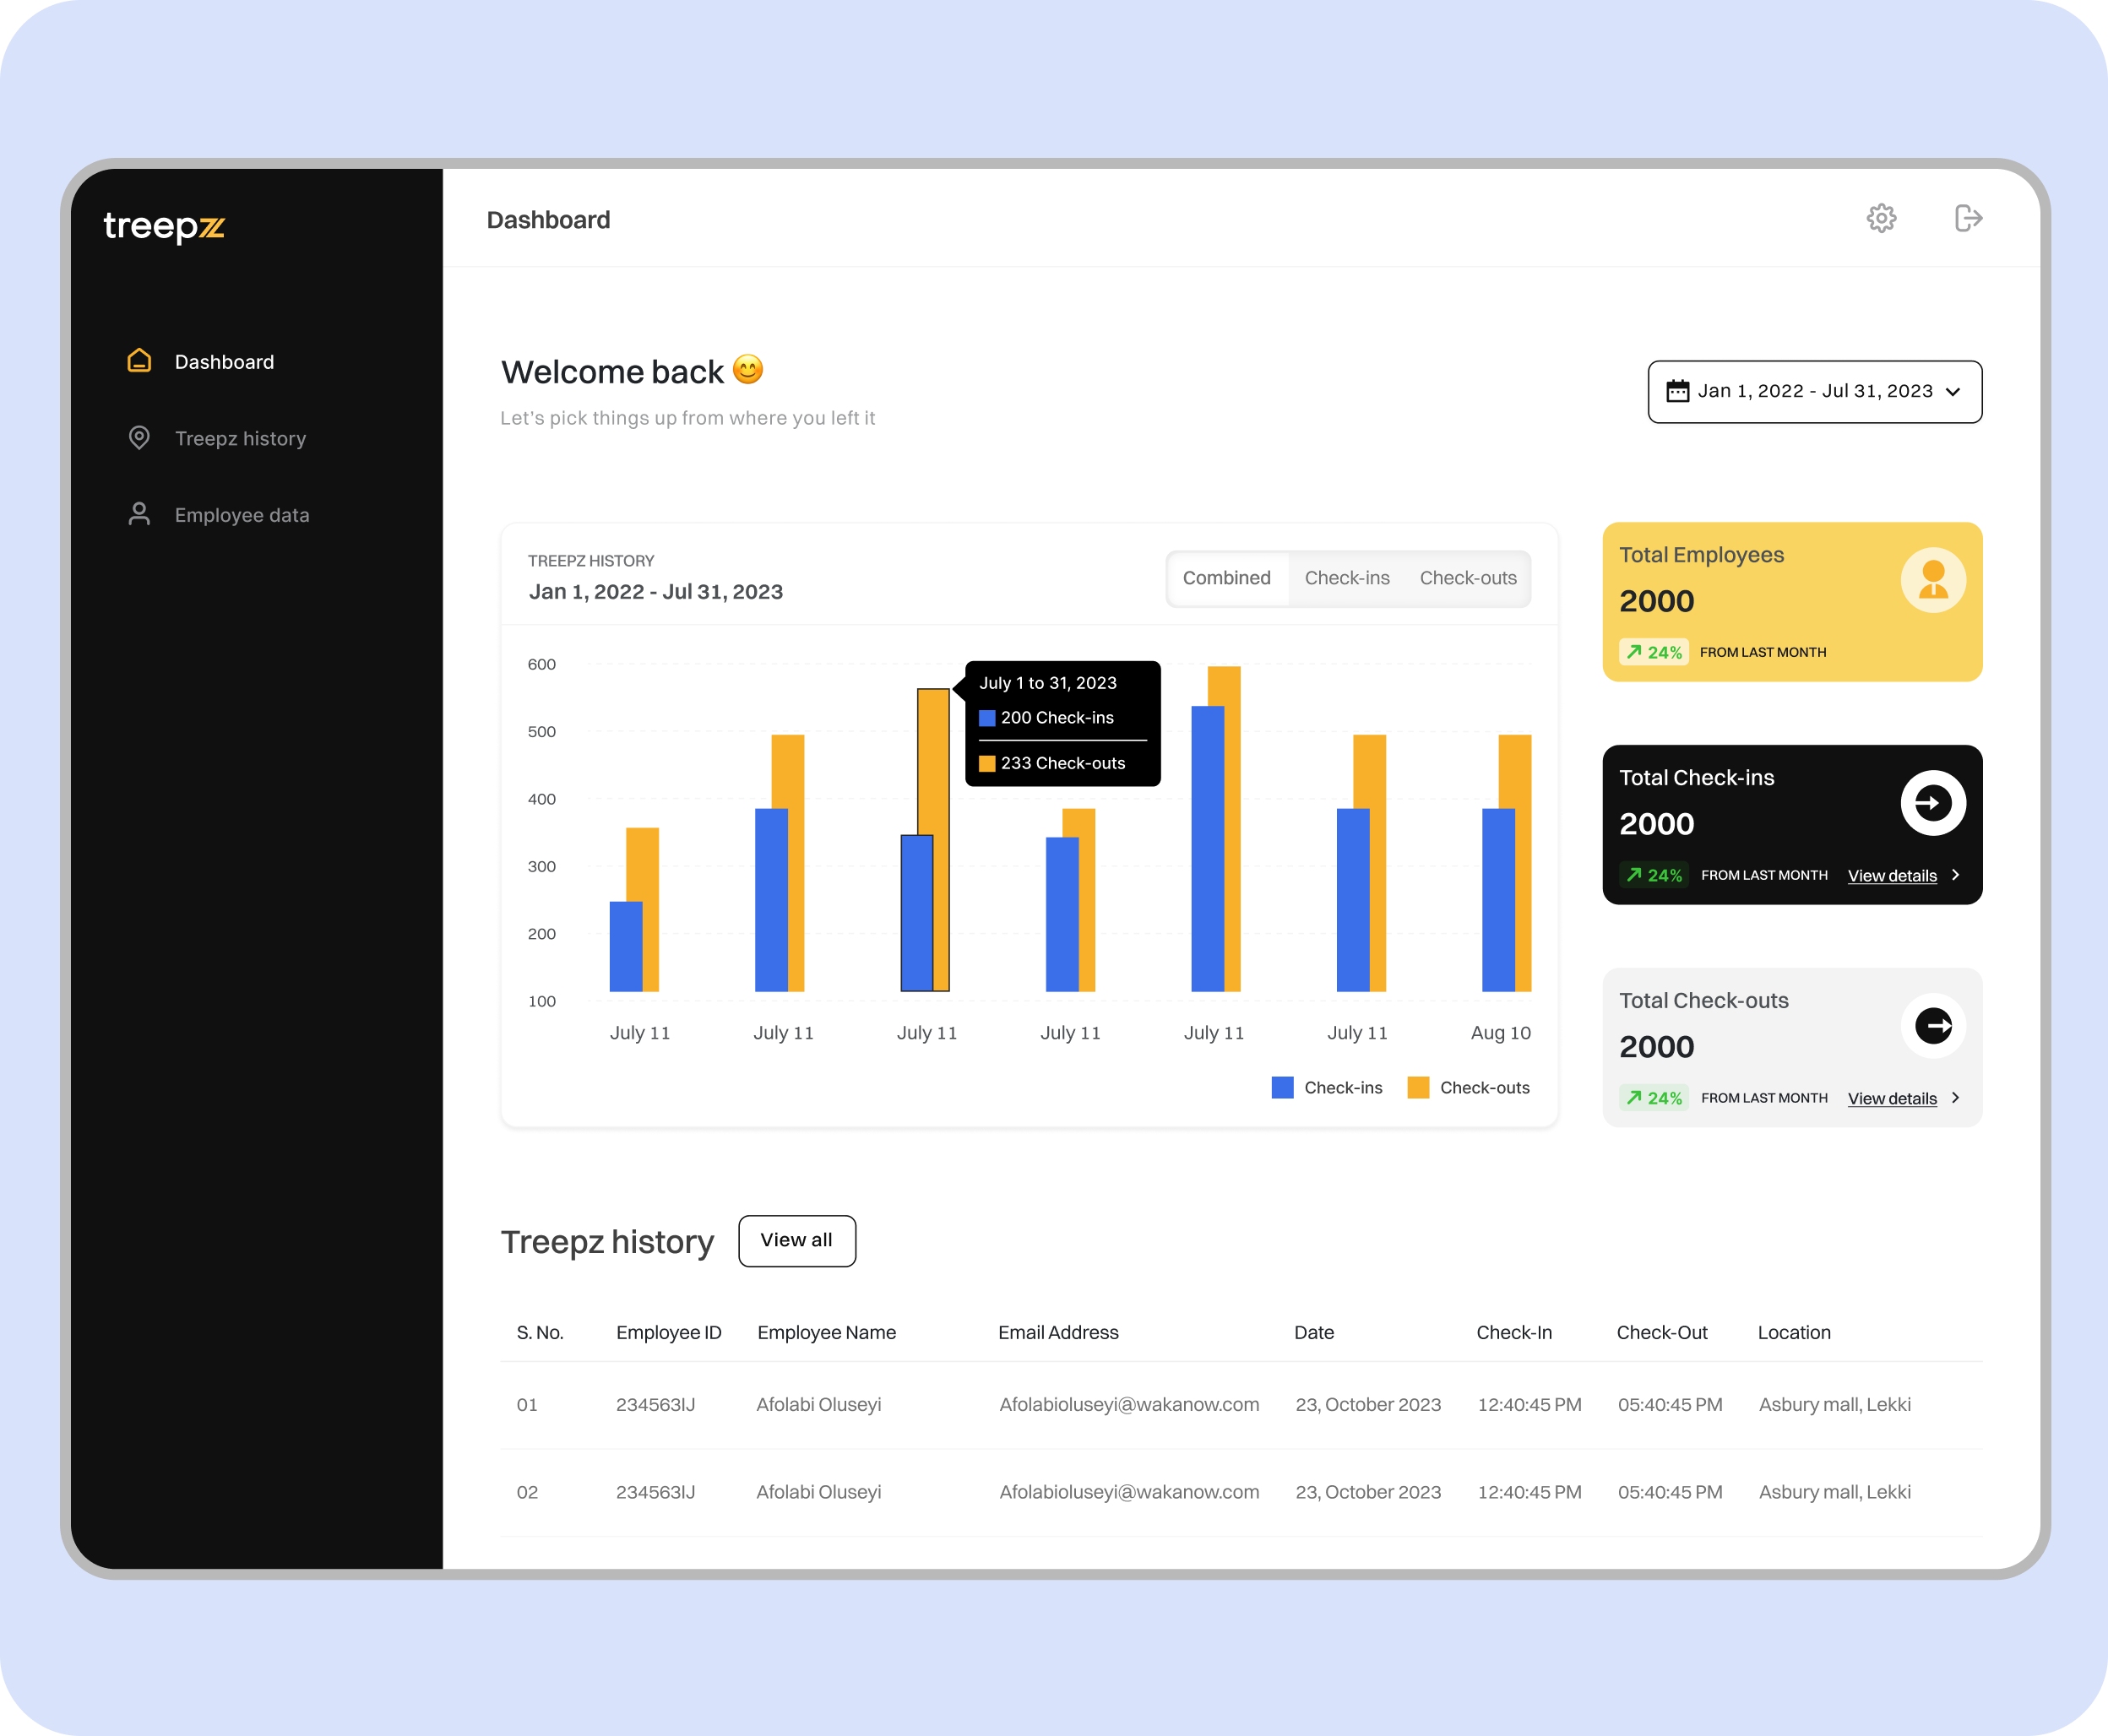 treepz
Dashboard
Dashboard
Treepz history
Employee data
Welcome back 😊
Let's pick things up from where you left it
Jan 1, 2022 - Jul 31, 2023
TREEPZ HISTORY
Jan 1, 2022 - Jul 31, 2023
Combined Check-ins Check-outs
600
500
400
300
200
100
July 1 to 31, 2023
200 Check-ins
233 Check-outs
July 11 July 11 July 11 July 11 July 11 July 11 Aug 10
Check-ins Check-outs
Total Employees
2000
24% FROM LAST MONTH
Total Check-ins
2000
24% FROM LAST MONTH View details
Total Check-outs
2000
24% FROM LAST MONTH View details
Treepz history View all
S. No. Employee ID Employee Name Email Address Date Check-In Check-Out Location
01 234563IJ Afolabi Oluseyi Afolabioluseyi@wakanow.com 23, October 2023 12:40:45 PM 05:40:45 PM Asbury mall, Lekki
02 234563IJ Afolabi Oluseyi Afolabioluseyi@wakanow.com 23, October 2023 12:40:45 PM 05:40:45 PM Asbury mall, Lekki